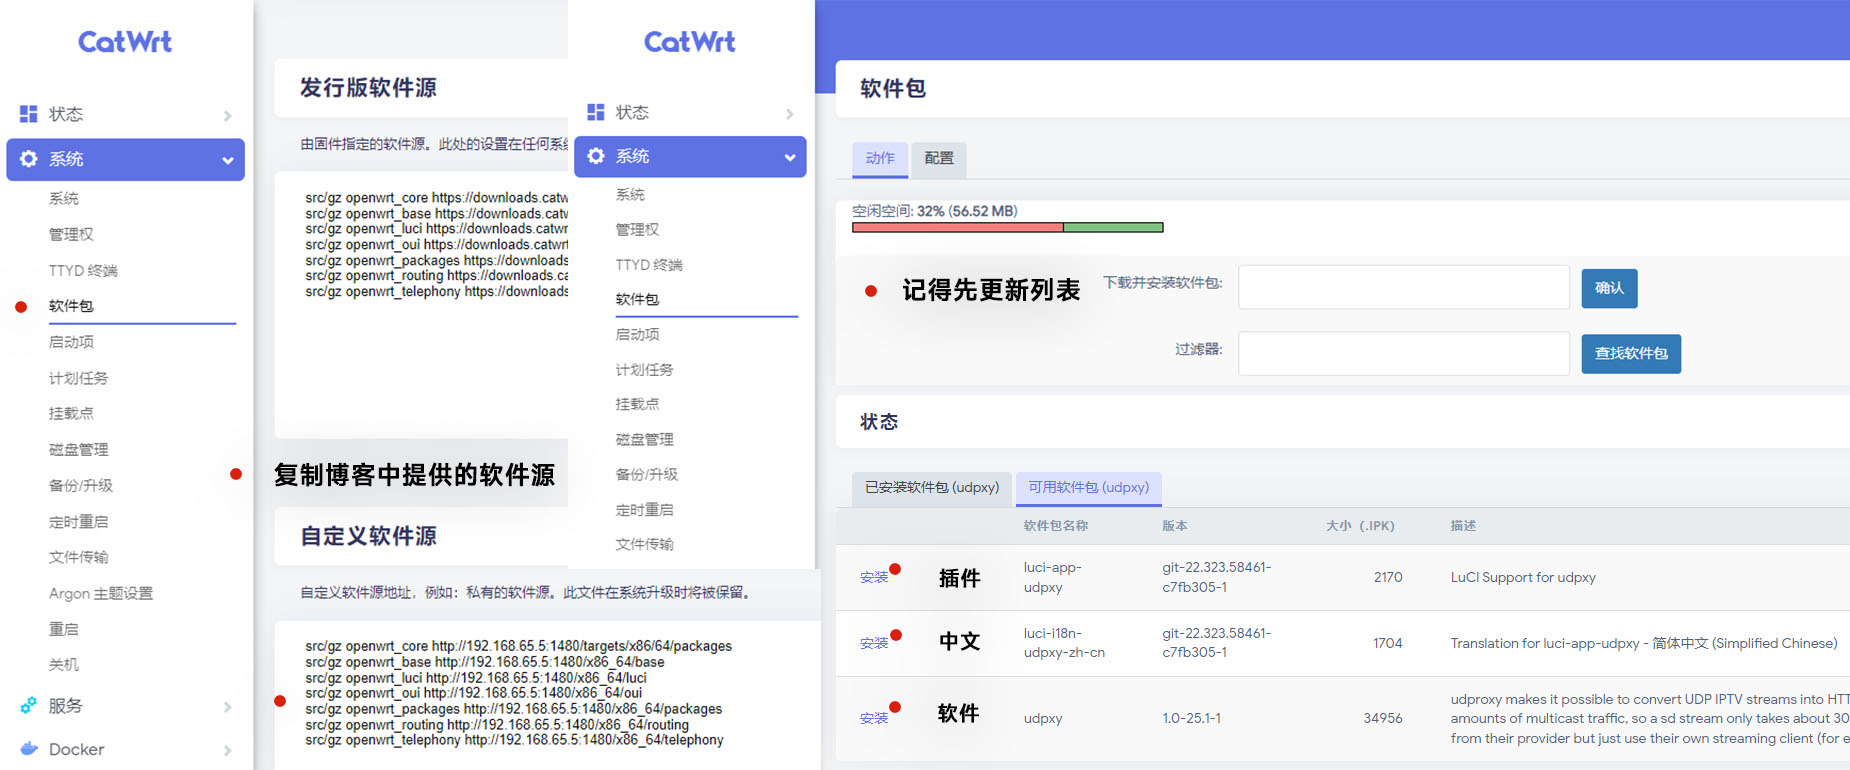 CatWrt
状态
系统
系统
管理权
TTYD 终端
软件包
启动项
计划任务
挂载点
磁盘管理
备份/升级
定时重启
文件传输
Argon 主题设置
重启
关机
服务
Docker
发行版软件源
由固件指定的软件源。此处的设置在任何系统
src/gz openwrt_core https://downloads.catw
src/gz openwrt_base https://downloads.catw
src/gz openwrt_luci https://downloads.catwr
src/gz openwrt_oui https://downloads.catwrt
src/gz openwrt_packages https://downloads
src/gz openwrt_routing https://downloads.ca
src/gz openwrt_telephony https://downloads
复制博客中提供的软件源
自定义软件源
自定义软件源地址，例如：私有的软件源。此文件在系统升级时将被保留。
src/gz openwrt_core http://192.168.65.5:1480/targets/x86/64/packages
src/gz openwrt_base http://192.168.65.5:1480/x86_64/base
src/gz openwrt_luci http://192.168.65.5:1480/x86_64/luci
src/gz openwrt_oui http://192.168.65.5:1480/x86_64/oui
src/gz openwrt_packages http://192.168.65.5:1480/x86_64/packages
src/gz openwrt_routing http://192.168.65.5:1480/x86_64/routing
src/gz openwrt_telephony http://192.168.65.5:1480/x86_64/telephony
CatWrt
状态
系统
系统
管理权
TTYD 终端
软件包
启动项
计划任务
挂载点
磁盘管理
备份/升级
定时重启
文件传输
软件包
动作 配置
空闲空间: 32% (56.52 MB)
记得先更新列表
下载并安装软件包: 确认
过滤器: 查找软件包
状态
已安装软件包 (udpxy) 可用软件包 (udpxy)
软件包名称 版本 大小（.IPK） 描述
安装 插件 luci-app- git-22.323.58461- 2170 LuCI Support for udpxy
udpxy c7fb305-1
安装 中文 luci-i18n- git-22.323.58461- 1704 Translation for luci-app-udpxy - 简体中文 (Simplified Chinese)
udpxy-zh-cn c7fb305-1
安装 软件 udpxy 1.0-25.1-1 34956 udproxy makes it possible to convert UDP IPTV streams into HTT
amounts of multicast traffic, so a sd stream only takes about 30
from their provider but just use their own streaming client (for e